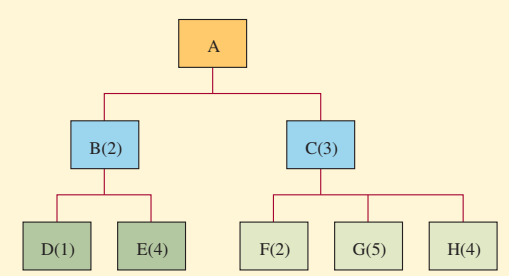 A
B(2) C(3)
D(1) E(4) F(2) G(5) H(4)